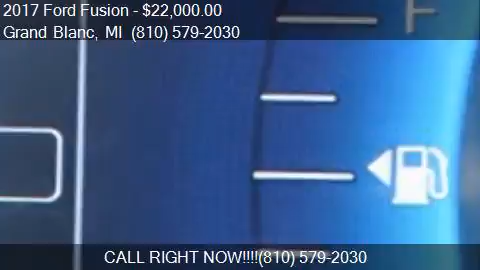 2017 Ford Fusion - $22,000.00
Grand Blanc, MI (810) 579-2030
F
CALL RIGHT NOW!!!!(810) 579-2030